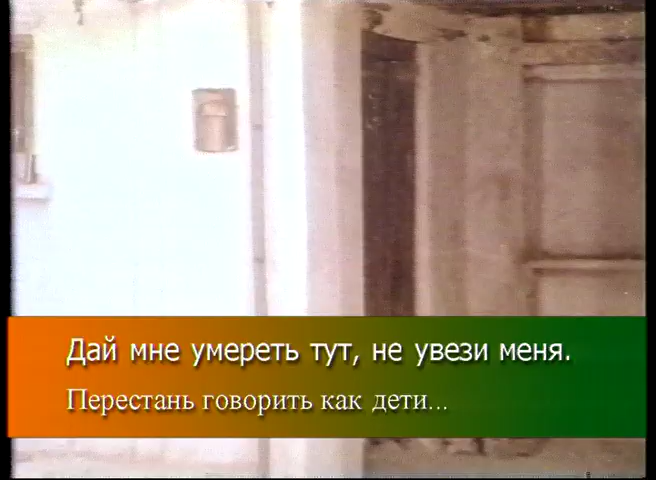 Дай мне умереть тут, не увези меня.
Перестань говорить как дети...